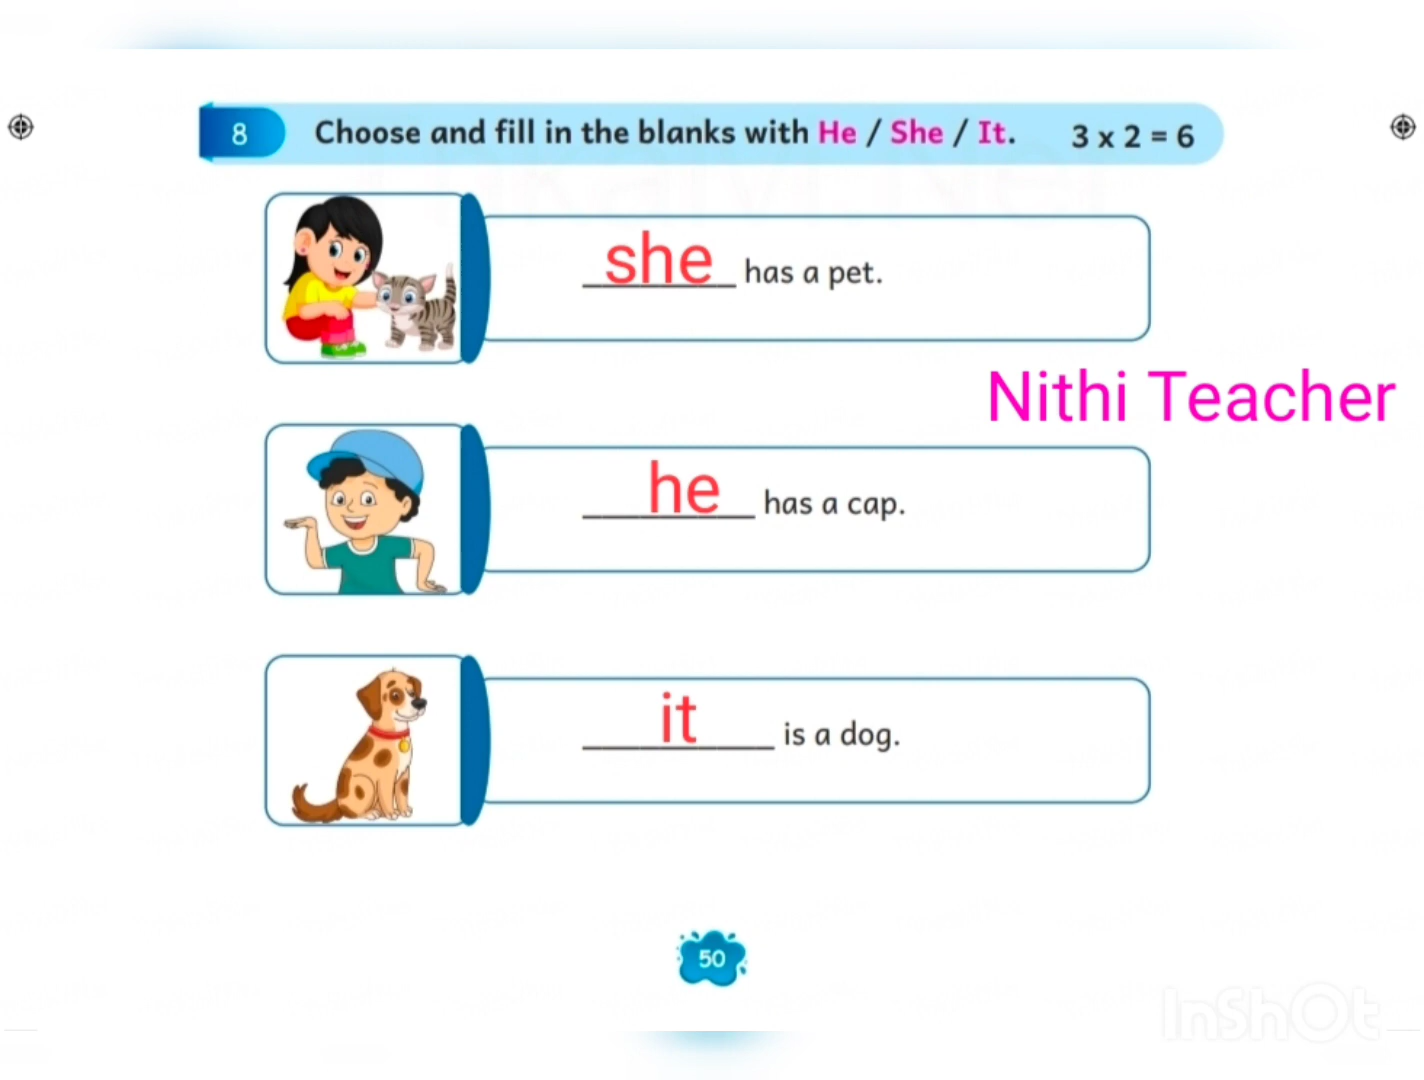 8 Choose and fill in the blanks with He / She / It. 3 x 2 = 6
she has a pet.
Nithi Teacher
he has a cap.
it is a dog.
50
InShOt